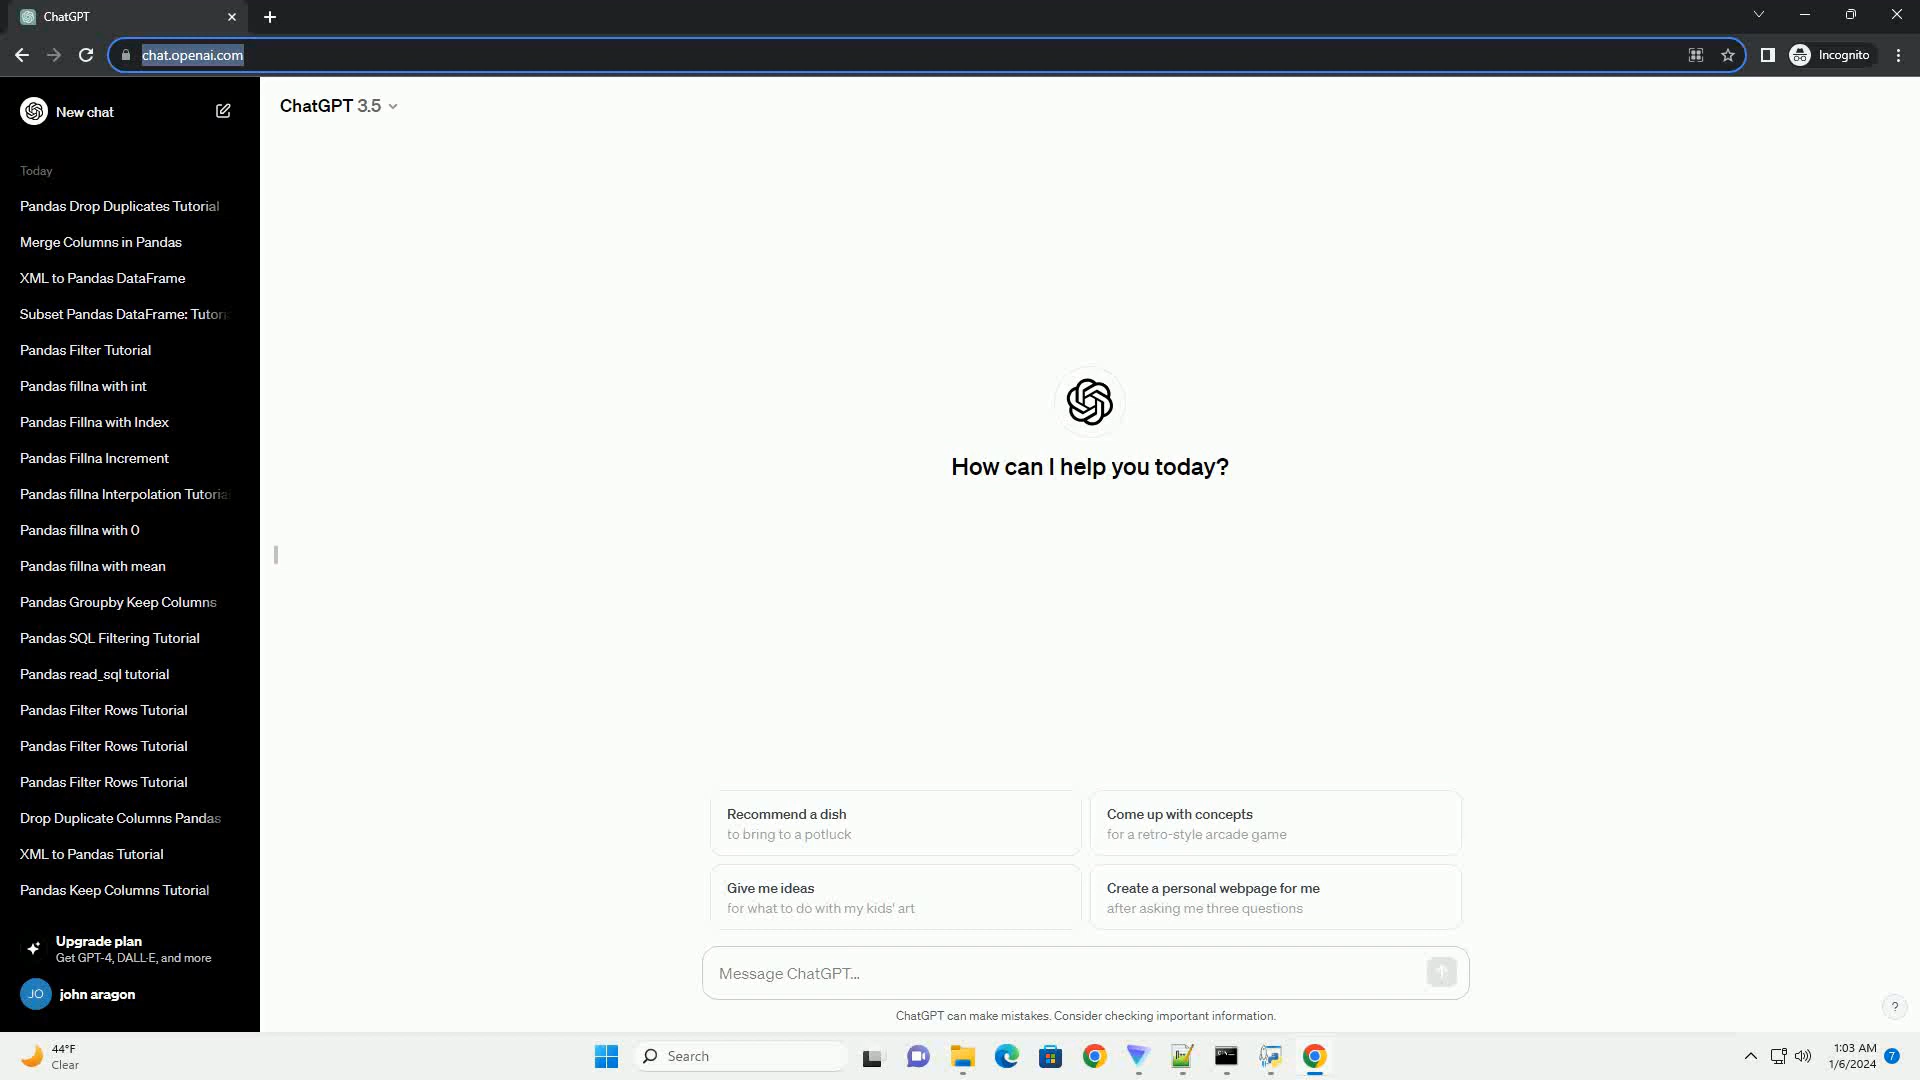 ChatGPT
chat.openai.com
Incognito
New chat
ChatGPT 3.5
Today
Pandas Drop Duplicates Tutorial
Merge Columns in Pandas
XML to Pandas DataFrame
Subset Pandas DataFrame: Tutori
Pandas Filter Tutorial
Pandas fillna with int
Pandas Fillna with Index
Pandas Fillna Increment
Pandas fillna Interpolation Tutoria
Pandas fillna with 0
Pandas fillna with mean
Pandas Groupby Keep Columns
Pandas SQL Filtering Tutorial
Pandas read_sql tutorial
Pandas Filter Rows Tutorial
Pandas Filter Rows Tutorial
Pandas Filter Rows Tutorial
Drop Duplicate Columns Pandas
XML to Pandas Tutorial
Pandas Keep Columns Tutorial
Upgrade plan
Get GPT-4, DALL·E, and more
JO
john aragon
How can I help you today?
Recommend a dish
to bring to a potluck
Come up with concepts
for a retro-style arcade game
Give me ideas
for what to do with my kids' art
Create a personal webpage for me
after asking me three questions
Message ChatGPT...
ChatGPT can make mistakes. Consider checking important information.
?
44°F
Clear
Search
1:03 AM
1/6/2024
7